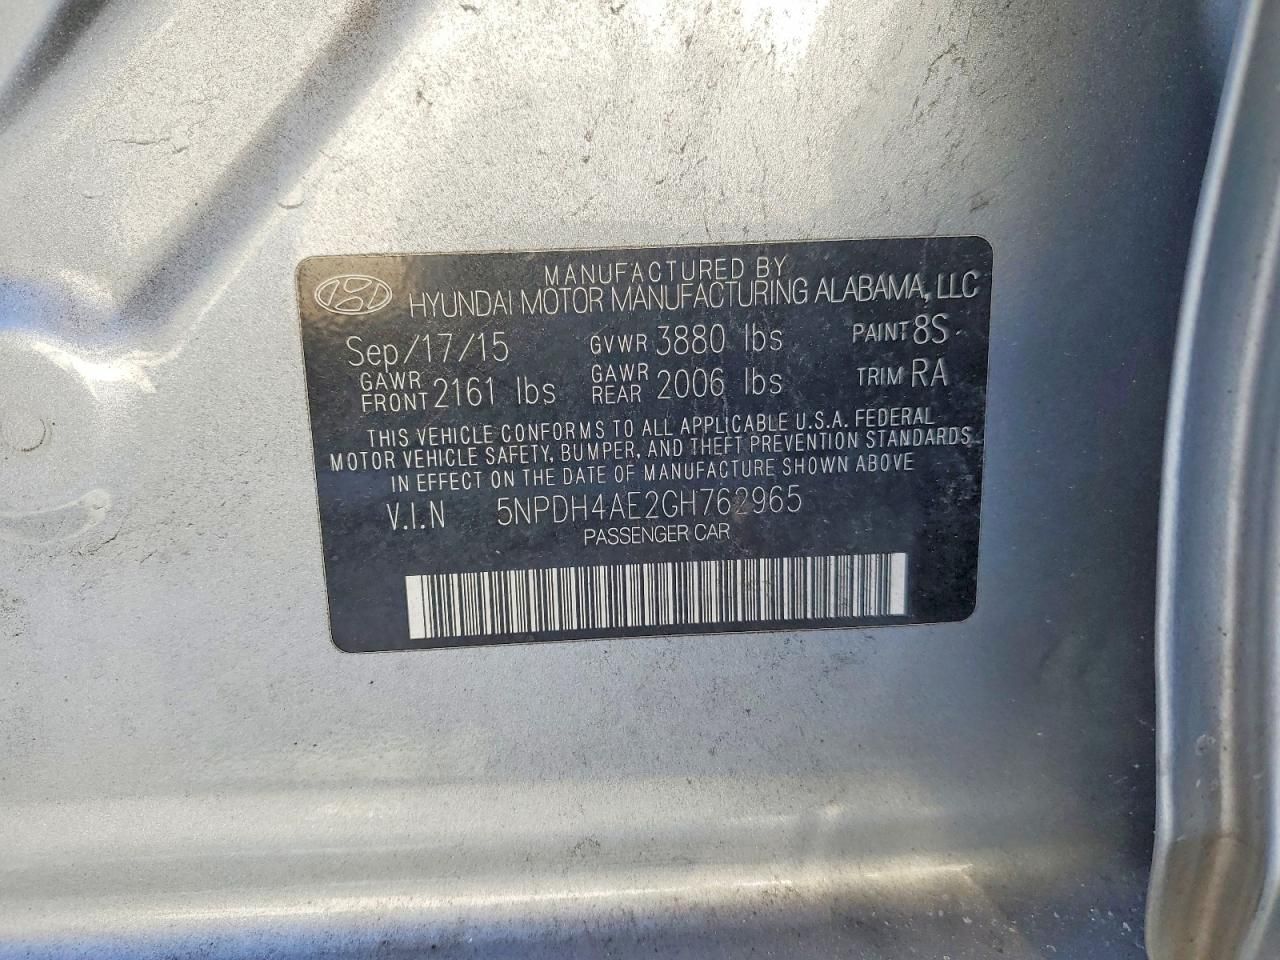 MANUFACTURED BY
HYUNDAI MOTOR MANUFACTURING ALABAMA, LLC
Sep/17/15 GVWR 3880 lbs PAINT 8S
GAWR FRONT 2161 lbs GAWR REAR 2006 lbs TRIM RA
THIS VEHICLE CONFORMS TO ALL APPLICABLE U.S.A. FEDERAL
MOTOR VEHICLE SAFETY, BUMPER, AND THEFT PREVENTION STANDARDS
IN EFFECT ON THE DATE OF MANUFACTURE SHOWN ABOVE
V.I.N 5NPDH4AE2GH762965
PASSENGER CAR